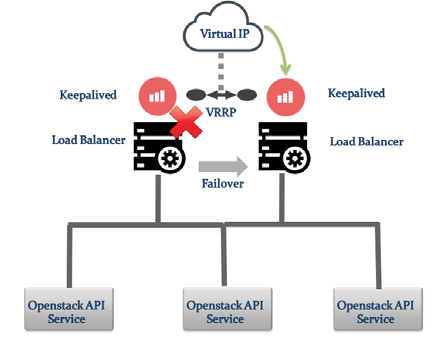 Virtual IP
Keepalived
Keepalived
VRRP
Load Balancer
Load Balancer
Failover
Openstack API
Service
Openstack API
Service
Openstack API
Service